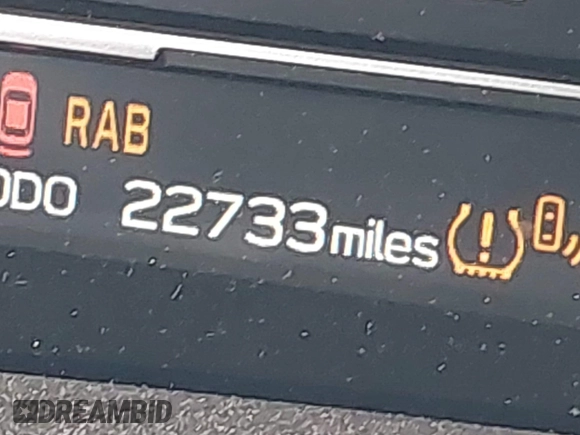 RAB
ODO 22733 miles
DREAMBID